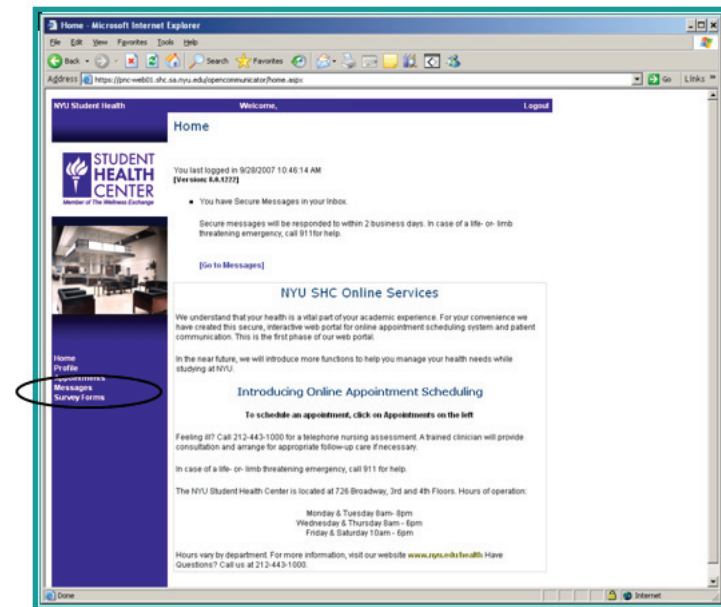 Home - Microsoft Internet Explorer
File Edit View Favorites Tools Help
Back Search Favorites
Address https://pnc-web01.shc.sa.nyu.edu/opencommunicator/home.aspx Go Links »
NYU Student Health Welcome, Logout
Home
STUDENT
HEALTH
CENTER
Member of The Wellness Exchange
You last logged in 9/28/2007 10:46:14 AM
[Version: 8.0.1222]
• You have Secure Messages in your Inbox.
Secure messages will be responded to within 2 business days. In case of a life- or- limb
threatening emergency, call 911for help.
[Go to Messages]
NYU SHC Online Services
We understand that your health is a vital part of your academic experience. For your convenience we
have created this secure, interactive web portal for online appointment scheduling system and patient
communication. This is the first phase of our web portal.
In the near future, we will introduce more functions to help you manage your health needs while
studying at NYU.
Home
Profile
Appointments
Messages
Survey Forms
Introducing Online Appointment Scheduling
To schedule an appointment, click on Appointments on the left
Feeling ill? Call 212-443-1000 for a telephone nursing assessment. A trained clinician will provide
consultation and arrange for appropriate follow-up care if necessary.
In case of a life- or- limb threatening emergency, call 911 for help.
The NYU Student Health Center is located at 726 Broadway, 3rd and 4th Floors. Hours of operation:
Monday & Tuesday 8am- 8pm
Wednesday & Thursday 8am - 6pm
Friday & Saturday 10am - 6pm
Hours vary by department. For more information, visit our website www.nyu.edu/health Have
Questions? Call us at 212-443-1000.
Done Internet